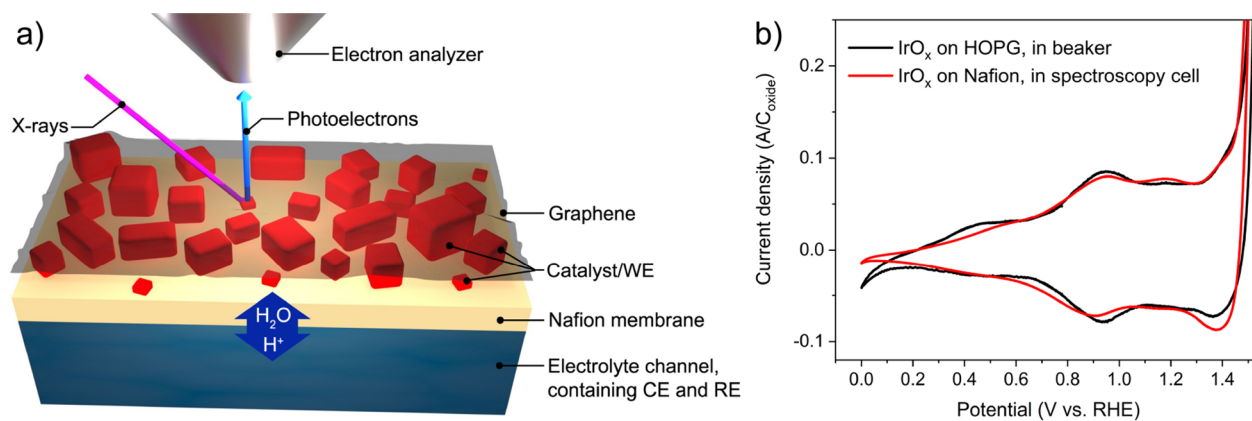 a)
Electron analyzer
X-rays
Photoelectrons
Graphene
Catalyst/WE
H₂O
H⁺
Nafion membrane
Electrolyte channel,
containing CE and RE
b)
IrOₓ on HOPG, in beaker
IrOₓ on Nafion, in spectroscopy cell
Current density (A/C_oxide)
0.2
0.1
0.0
-0.1
0.0 0.2 0.4 0.6 0.8 1.0 1.2 1.4
Potential (V vs. RHE)